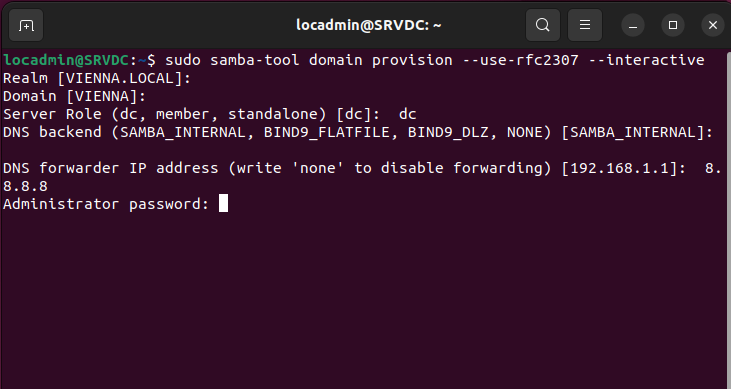 locadmin@SRVDC: ~
locadmin@SRVDC:~$ sudo samba-tool domain provision --use-rfc2307 --interactive
Realm [VIENNA.LOCAL]:
Domain [VIENNA]:
Server Role (dc, member, standalone) [dc]:  dc
DNS backend (SAMBA_INTERNAL, BIND9_FLATFILE, BIND9_DLZ, NONE) [SAMBA_INTERNAL]:
DNS forwarder IP address (write 'none' to disable forwarding) [192.168.1.1]:  8.
8.8.8
Administrator password: